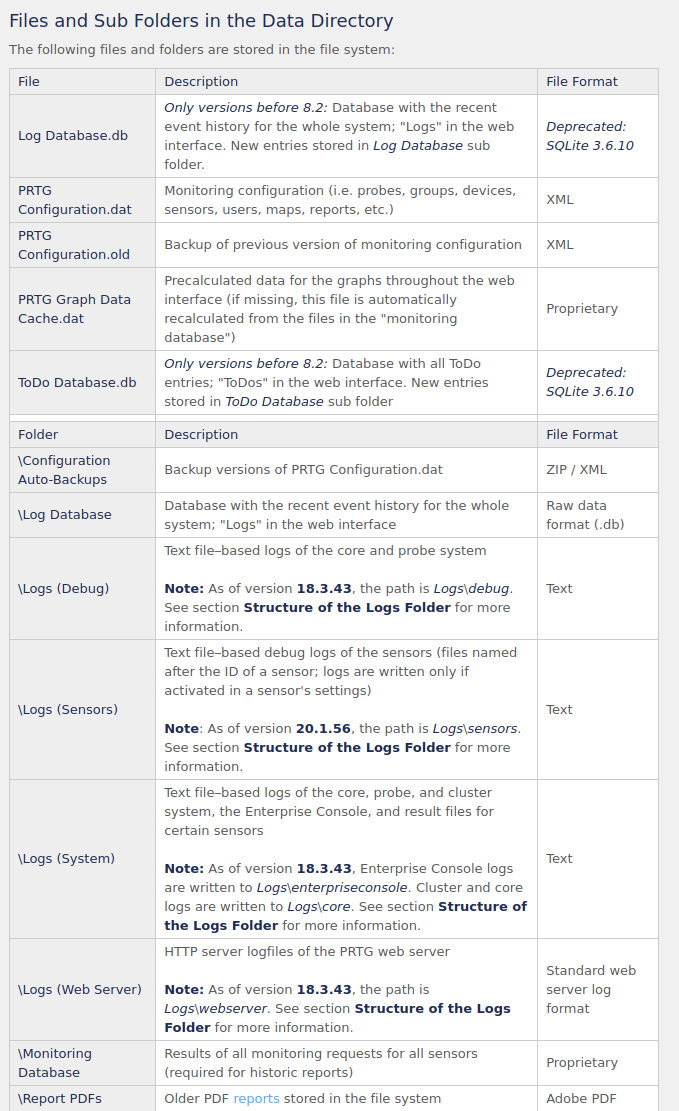 Files and Sub Folders in the Data Directory
The following files and folders are stored in the file system:
File Description File Format
Log Database.db
Only versions before 8.2: Database with the recent
event history for the whole system; "Logs" in the web
interface. New entries stored in Log Database sub
folder.
Deprecated:
SQLite 3.6.10
PRTG
Configuration.dat
Monitoring configuration (i.e. probes, groups, devices,
sensors, users, maps, reports, etc.)
XML
PRTG
Configuration.old
Backup of previous version of monitoring configuration
XML
PRTG Graph Data
Cache.dat
Precalculated data for the graphs throughout the web
interface (if missing, this file is automatically
recalculated from the files in the "monitoring
database")
Proprietary
ToDo Database.db
Only versions before 8.2: Database with all ToDo
entries; "ToDos" in the web interface. New entries
stored in ToDo Database sub folder
Deprecated:
SQLite 3.6.10
Folder Description File Format
\Configuration
Auto-Backups
Backup versions of PRTG Configuration.dat
ZIP / XML
\Log Database
Database with the recent event history for the whole
system; "Logs" in the web interface
Raw data
format (.db)
\Logs (Debug)
Text file–based logs of the core and probe system
Note: As of version 18.3.43, the path is Logs\debug.
See section Structure of the Logs Folder for more
information.
Text
\Logs (Sensors)
Text file–based debug logs of the sensors (files named
after the ID of a sensor; logs are written only if
activated in a sensor's settings)
Note: As of version 20.1.56, the path is Logs\sensors.
See section Structure of the Logs Folder for more
information.
Text
\Logs (System)
Text file–based logs of the core, probe, and cluster
system, the Enterprise Console, and result files for
certain sensors
Note: As of version 18.3.43, Enterprise Console logs
are written to Logs\enterpriseconsole. Cluster and core
logs are written to Logs\core. See section Structure of
the Logs Folder for more information.
Text
\Logs (Web Server)
HTTP server logfiles of the PRTG web server
Note: As of version 18.3.43, the path is
Logs\webserver. See section Structure of the Logs
Folder for more information.
Standard web
server log
format
\Monitoring
Database
Results of all monitoring requests for all sensors
(required for historic reports)
Proprietary
\Report PDFs
Older PDF reports stored in the file system
Adobe PDF